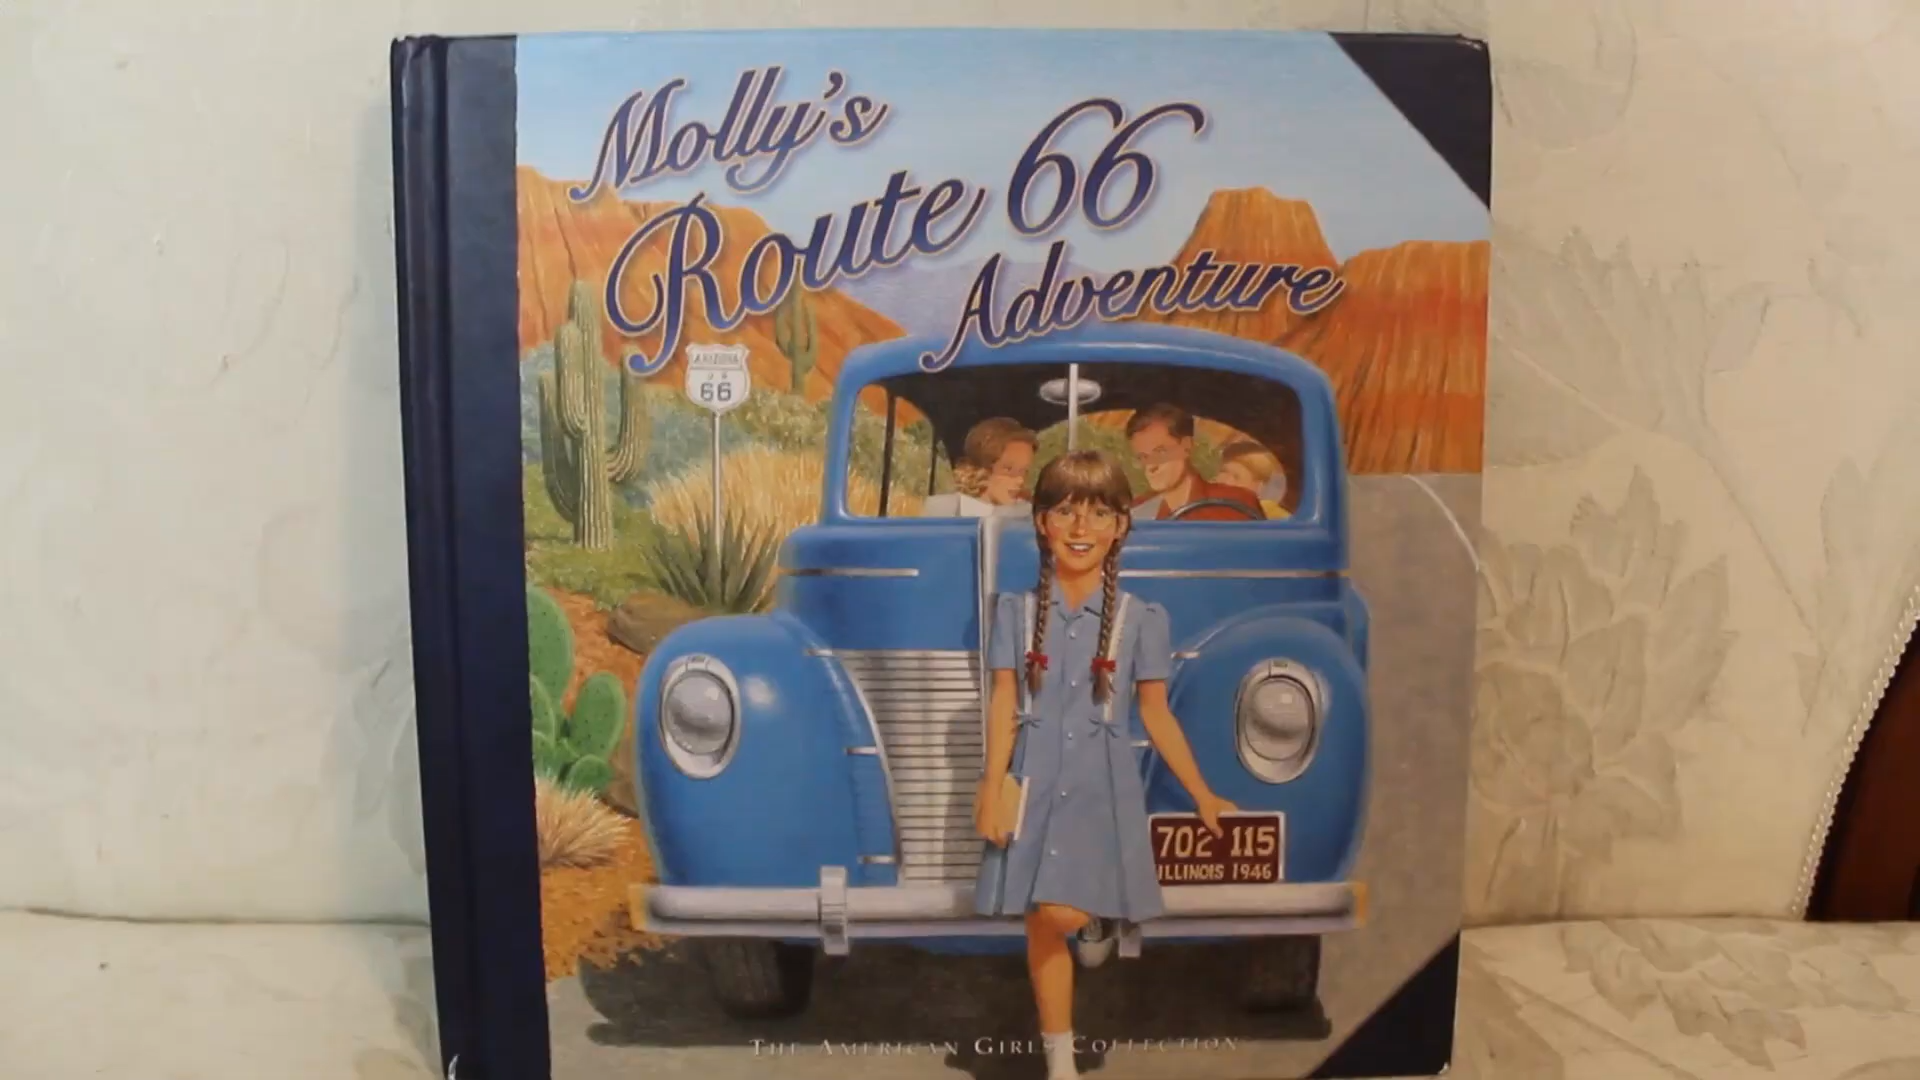 Molly's
Route 66
Adventure
ARIZONA
U S
66
702 115
ILLINOIS 1946
THE AMERICAN GIRLS COLLECTION